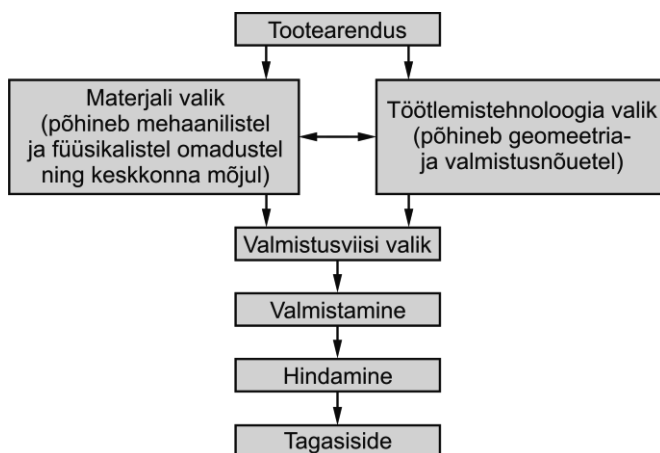 Tootearendus
Materjali valik
(põhineb mehaanilistel
ja füüsikalistel omadustel
ning keskkonna mõjul)
Töötlemistehnoloogia valik
(põhineb geomeetria-
ja valmistusnõuetel)
Valmistusviisi valik
Valmistamine
Hindamine
Tagasiside